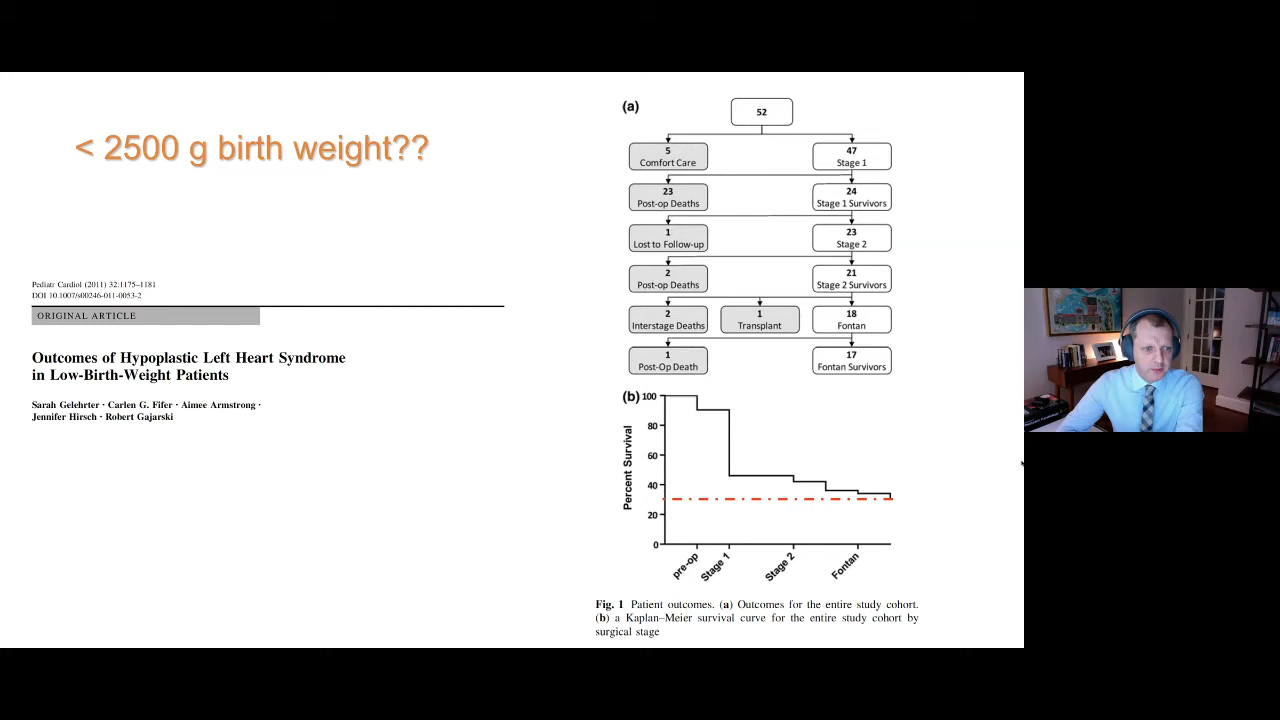 < 2500 g birth weight??
Pediatr Cardiol (2011) 32:1175–1181
DOI 10.1007/s00246-011-0053-2
ORIGINAL ARTICLE
Outcomes of Hypoplastic Left Heart Syndrome
in Low-Birth-Weight Patients
Sarah Gelehrter · Carlen G. Fifer · Aimee Armstrong ·
Jennifer Hirsch · Robert Gajarski
(a)
52
5
Comfort Care
47
Stage 1
23
Post-op Deaths
24
Stage 1 Survivors
1
Lost to Follow-up
23
Stage 2
2
Post-op Deaths
21
Stage 2 Survivors
2
Interstage Deaths
1
Transplant
18
Fontan
1
Post-Op Death
17
Fontan Survivors
(b)
Percent Survival
100
80
60
40
20
0
pre-op
Stage 1
Stage 2
Fontan
Fig. 1 Patient outcomes. (a) Outcomes for the entire study cohort.
(b) a Kaplan–Meier survival curve for the entire study cohort by
surgical stage